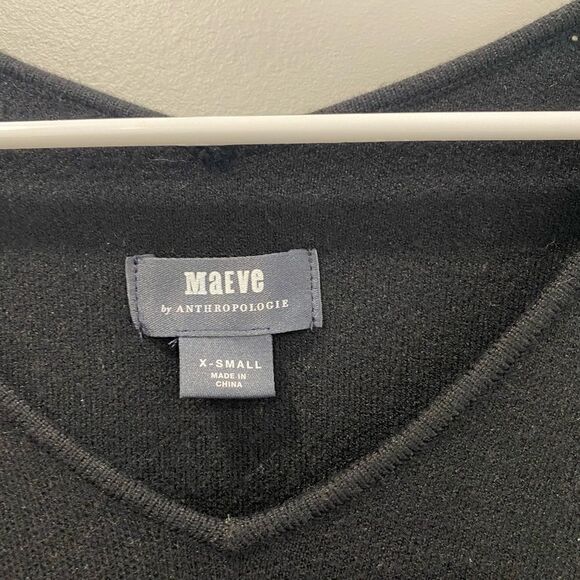 MaEVe
by ANTHROPOLOGIE
X-SMALL
MADE IN
CHINA